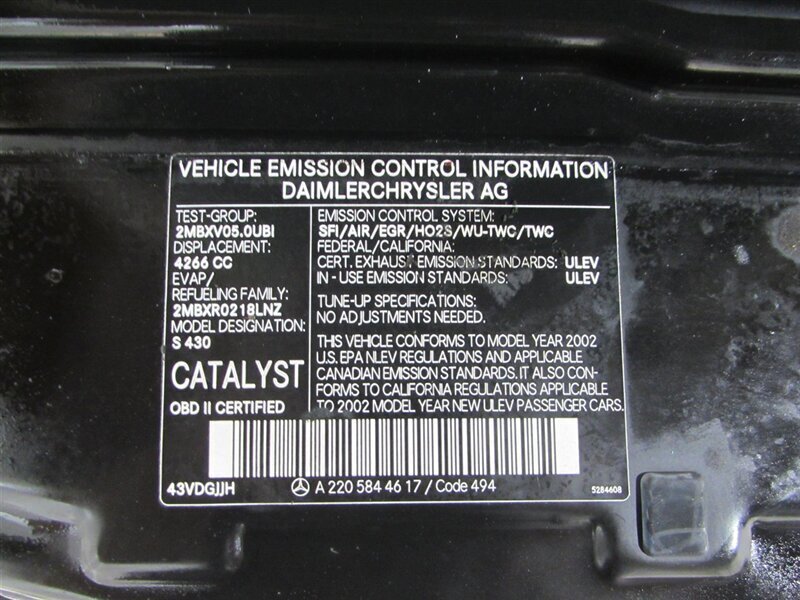 VEHICLE EMISSION CONTROL INFORMATION
DAIMLERCHRYSLER AG
TEST-GROUP:
2MBXV05.0UBI
DISPLACEMENT:
4266 CC
EVAP/
REFUELING FAMILY:
2MBXR0218LNZ
MODEL DESIGNATION:
S 430
CATALYST
OBD II CERTIFIED
EMISSION CONTROL SYSTEM:
SFI/AIR/EGR/HO2S/WU-TWC/TWC
FEDERAL/CALIFORNIA:
CERT. EXHAUST EMISSION STANDARDS: ULEV
IN - USE EMISSION STANDARDS: ULEV
TUNE-UP SPECIFICATIONS:
NO ADJUSTMENTS NEEDED.
THIS VEHICLE CONFORMS TO MODEL YEAR 2002
U.S. EPA NLEV REGULATIONS AND APPLICABLE
CANADIAN EMISSION STANDARDS. IT ALSO CON-
FORMS TO CALIFORNIA REGULATIONS APPLICABLE
TO 2002 MODEL YEAR NEW ULEV PASSENGER CARS.
43VDGJJH A 220 584 46 17 / Code 494 5284608